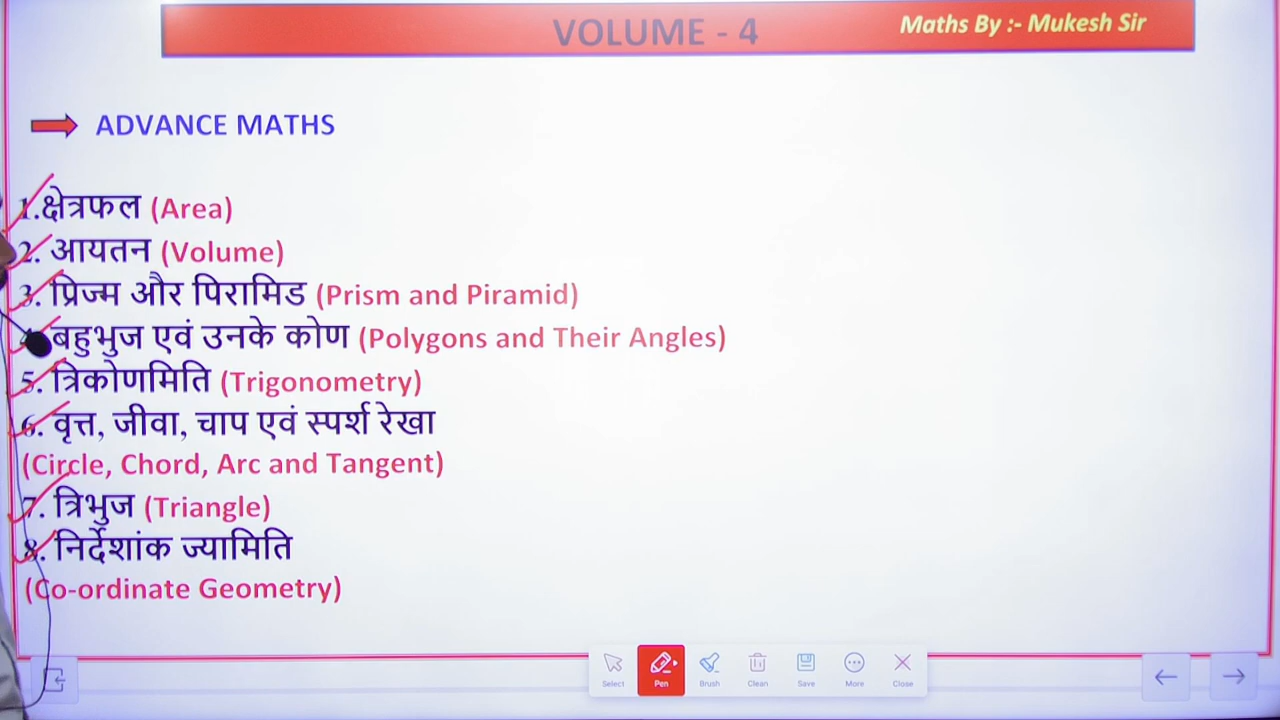 VOLUME - 4
Maths By :- Mukesh Sir
ADVANCE MATHS
1.क्षेत्रफल (Area)
2. आयतन (Volume)
3. प्रिज्म और पिरामिड (Prism and Piramid)
4. बहुभुज एवं उनके कोण (Polygons and Their Angles)
5. त्रिकोणमिति (Trigonometry)
6. वृत्त, जीवा, चाप एवं स्पर्श रेखा
(Circle, Chord, Arc and Tangent)
7. त्रिभुज (Triangle)
8. निर्देशांक ज्यामिति
(Co-ordinate Geometry)
Select Pen Brush Clean Save More Close